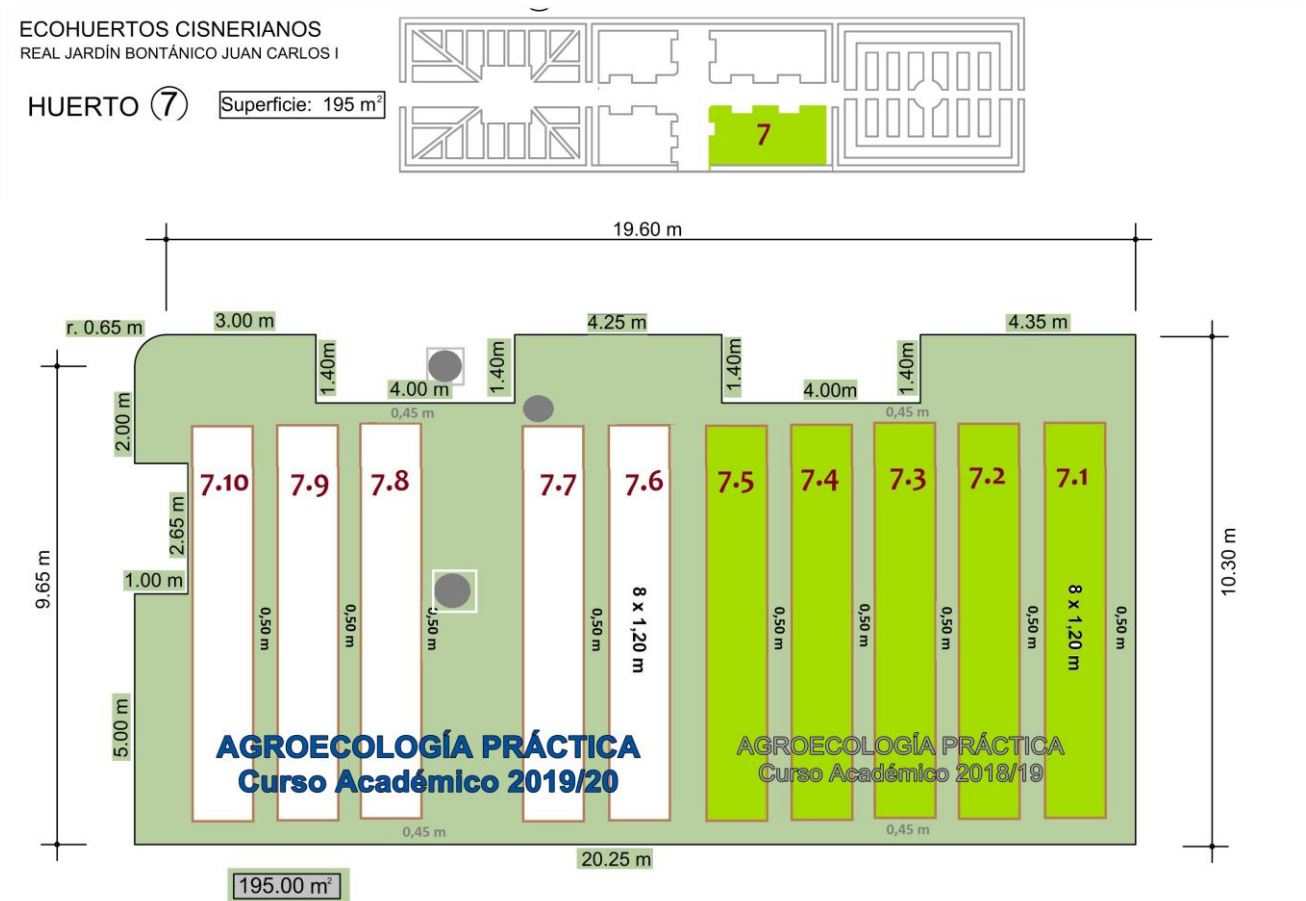 ECOHUERTOS CISNERIANOS
REAL JARDÍN BONTÁNICO JUAN CARLOS I
HUERTO 7
Superficie: 195 m²
7
19.60 m
r. 0.65 m
3.00 m
4.25 m
4.35 m
1.40m
4.00 m
1.40m
1.40m
4.00m
1.40m
0,45 m
0,45 m
2.00 m
7.10
7.9
7.8
7.7
7.6
7.5
7.4
7.3
7.2
7.1
2.65 m
1.00 m
9.65 m
10.30 m
0,50 m
0,50 m
0,50 m
0,50 m
8 x 1,20 m
0,50 m
0,50 m
0,50 m
0,50 m
8 x 1,20 m
0,50 m
5.00 m
AGROECOLOGÍA PRÁCTICA
Curso Académico 2019/20
AGROECOLOGÍA PRÁCTICA
Curso Académico 2018/19
0,45 m
0,45 m
20.25 m
195.00 m²